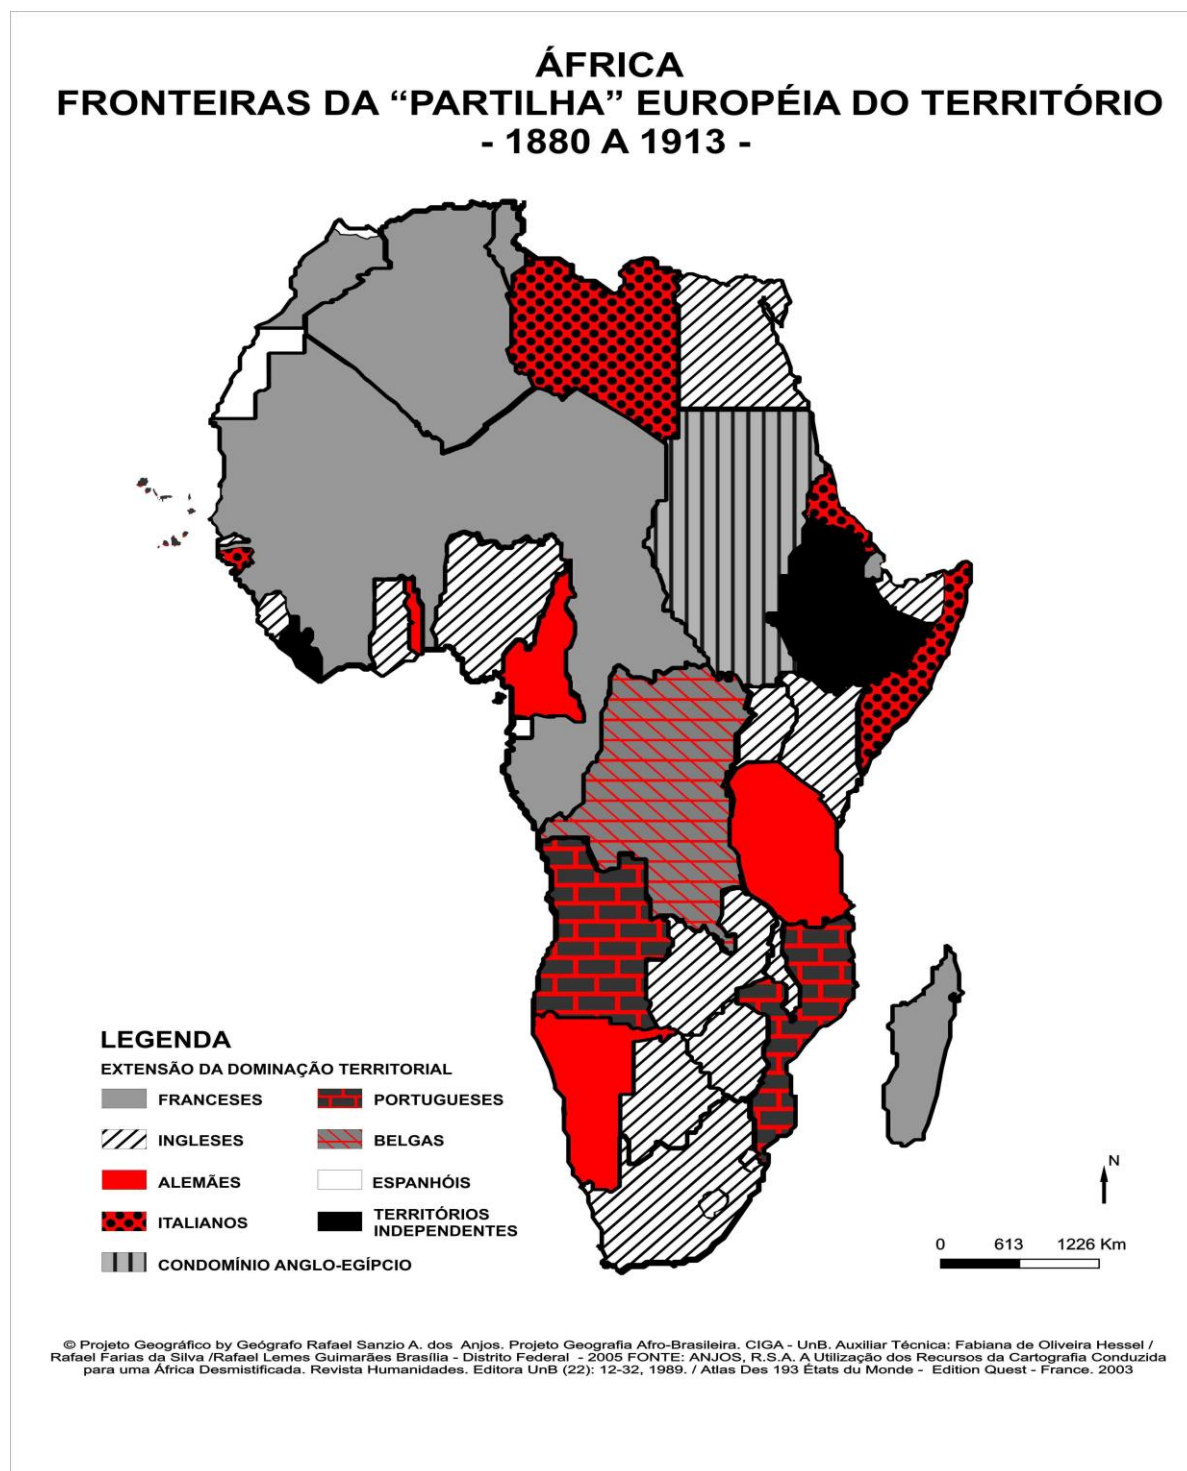 ÁFRICA
FRONTEIRAS DA “PARTILHA” EUROPÉIA DO TERRITÓRIO
- 1880 A 1913 -
LEGENDA
EXTENSÃO DA DOMINAÇÃO TERRITORIAL
FRANCESES
PORTUGUESES
INGLESES
BELGAS
ALEMÃES
ESPANHÓIS
ITALIANOS
TERRITÓRIOS
INDEPENDENTES
CONDOMÍNIO ANGLO-EGÍPCIO
N
0 613 1226 Km
© Projeto Geográfico by Geógrafo Rafael Sanzio A. dos Anjos. Projeto Geografia Afro-Brasileira. CIGA - UnB. Auxiliar Técnica: Fabiana de Oliveira Hessel /
Rafael Farias da Silva /Rafael Lemes Guimarães Brasília - Distrito Federal - 2005 FONTE: ANJOS, R.S.A. A Utilização dos Recursos da Cartografia Conduzida
para uma África Desmistificada. Revista Humanidades. Editora UnB (22): 12-32, 1989. / Atlas Des 193 États du Monde - Edition Quest - France. 2003